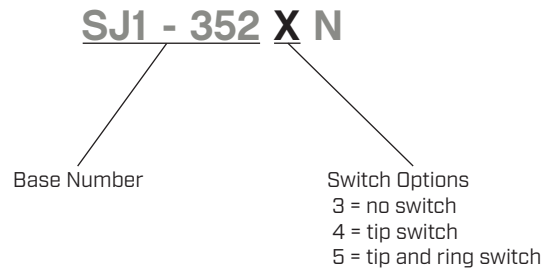 SJ1 - 352 X N
Base Number
Switch Options
3 = no switch
4 = tip switch
5 = tip and ring switch